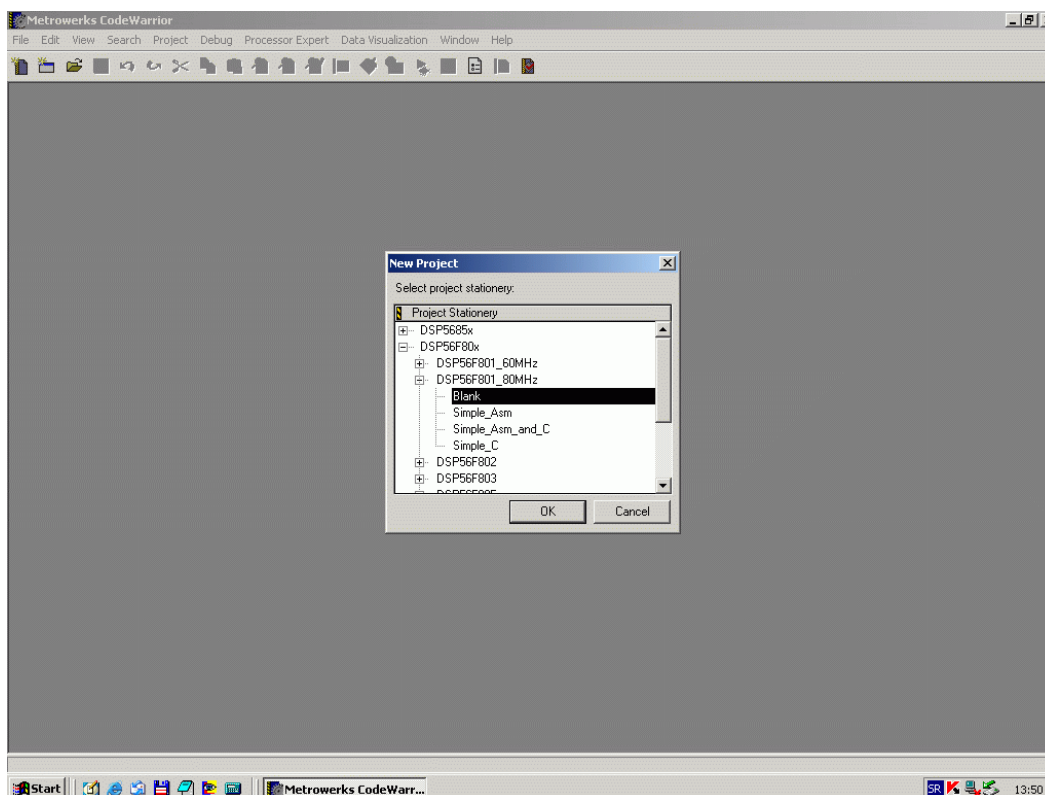 Metrowerks CodeWarrior
File Edit View Search Project Debug Processor Expert Data Visualization Window Help
New Project
Select project stationery:
Project Stationery
DSP5685x
DSP56F80x
DSP56F801_60MHz
DSP56F801_80MHz
Blank
Simple_Asm
Simple_Asm_and_C
Simple_C
DSP56F802
DSP56F803
OK Cancel
Start Metrowerks CodeWarr... SR 13:50